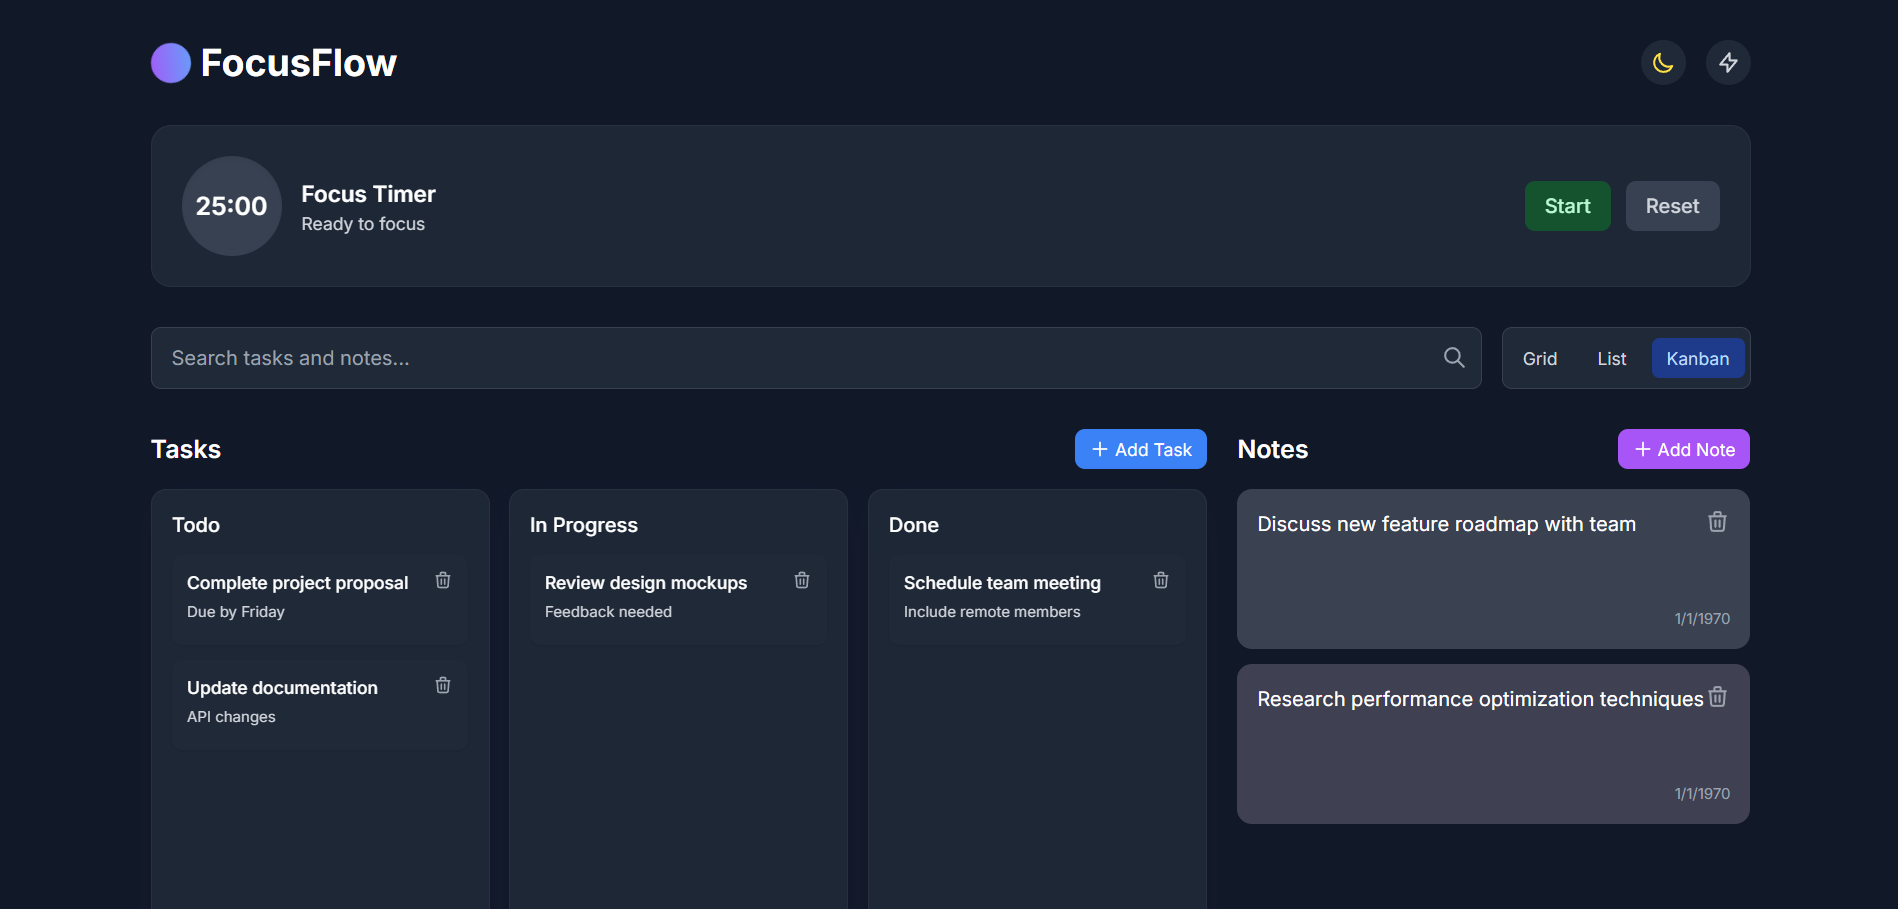 FocusFlow
25:00
Focus Timer
Ready to focus
Start
Reset
Search tasks and notes...
Grid
List
Kanban
Tasks
+ Add Task
Todo
Complete project proposal
Due by Friday
Update documentation
API changes
In Progress
Review design mockups
Feedback needed
Done
Schedule team meeting
Include remote members
Notes
+ Add Note
Discuss new feature roadmap with team
1/1/1970
Research performance optimization techniques
1/1/1970